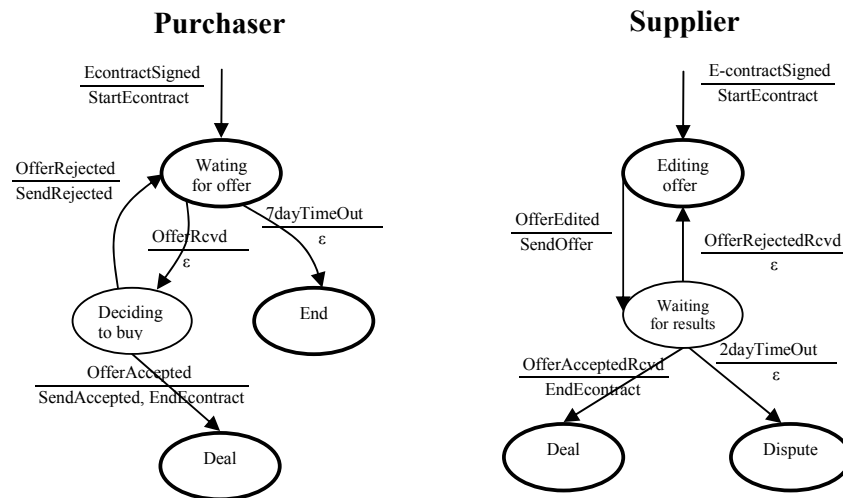 Purchaser
EcontractSigned
StartEcontract
OfferRejected
SendRejected
Wating
for offer
7dayTimeOut
ε
OfferRcvd
ε
Deciding
to buy
End
OfferAccepted
SendAccepted, EndEcontract
Deal
Supplier
E-contractSigned
StartEcontract
Editing
offer
OfferEdited
SendOffer
OfferRejectedRcvd
ε
Waiting
for results
OfferAcceptedRcvd
EndEcontract
2dayTimeOut
ε
Deal
Dispute